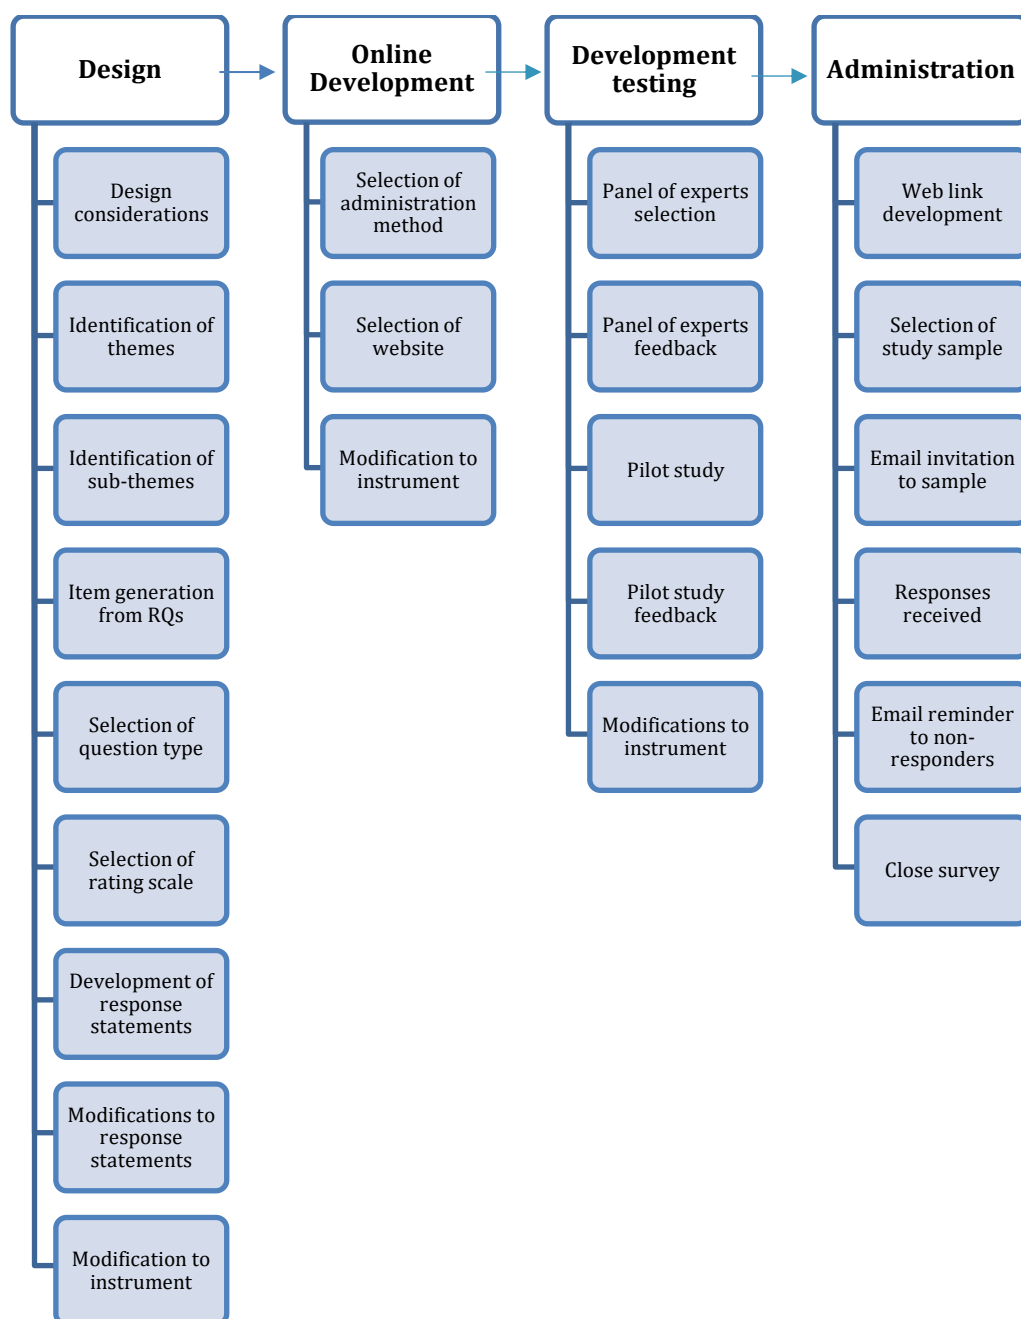 Design
Online
Development
Development
testing
Administration
Design
considerations
Identification of
themes
Identification of
sub-themes
Item generation
from RQs
Selection of
question type
Selection of
rating scale
Development of
response
statements
Modifications to
response
statements
Modification to
instrument
Selection of
administration
method
Selection of
website
Modification to
instrument
Panel of experts
selection
Panel of experts
feedback
Pilot study
Pilot study
feedback
Modifications to
instrument
Web link
development
Selection of
study sample
Email invitation
to sample
Responses
received
Email reminder
to non-
responders
Close survey